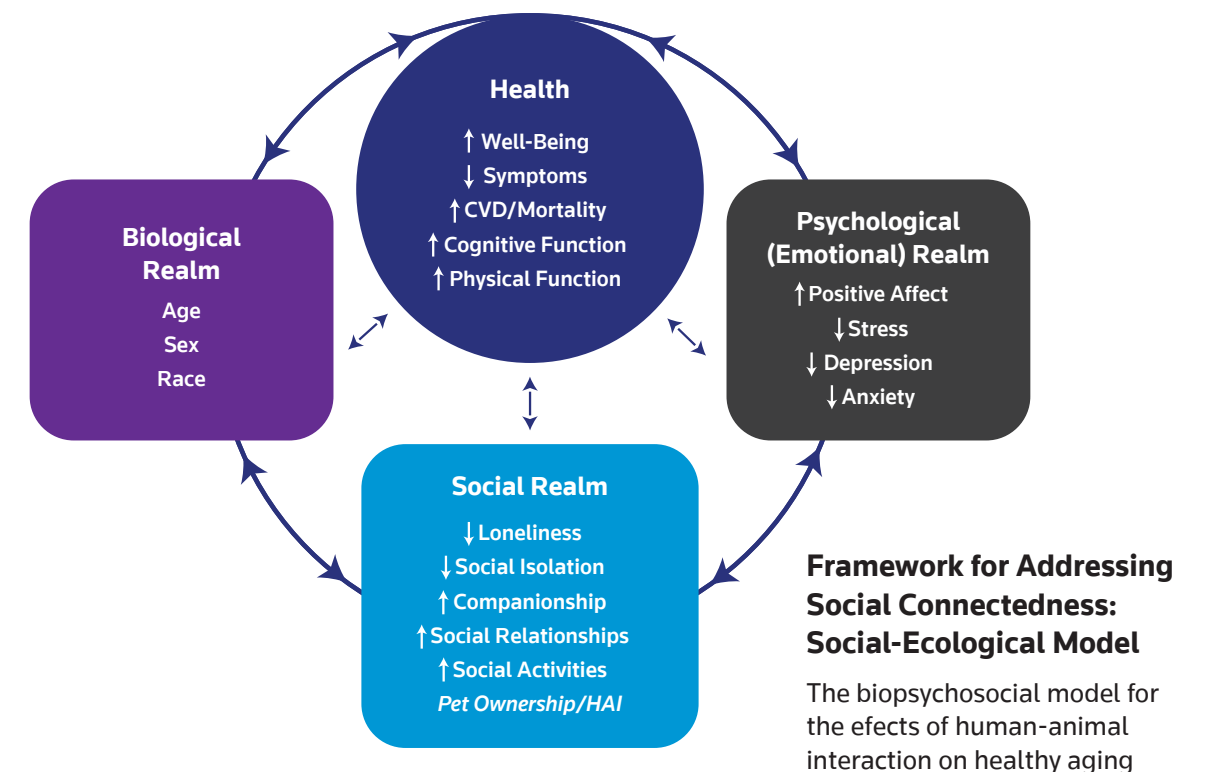 Health
↑ Well-Being
↓ Symptoms
↑ CVD/Mortality
↑ Cognitive Function
↑ Physical Function
Biological
Realm
Age
Sex
Race
Psychological
(Emotional) Realm
↑ Positive Affect
↓ Stress
↓ Depression
↓ Anxiety
Social Realm
↓ Loneliness
↓ Social Isolation
↑ Companionship
↑ Social Relationships
↑ Social Activities
Pet Ownership/HAI
Framework for Addressing
Social Connectedness:
Social-Ecological Model
The biopsychosocial model for
the efects of human-animal
interaction on healthy aging